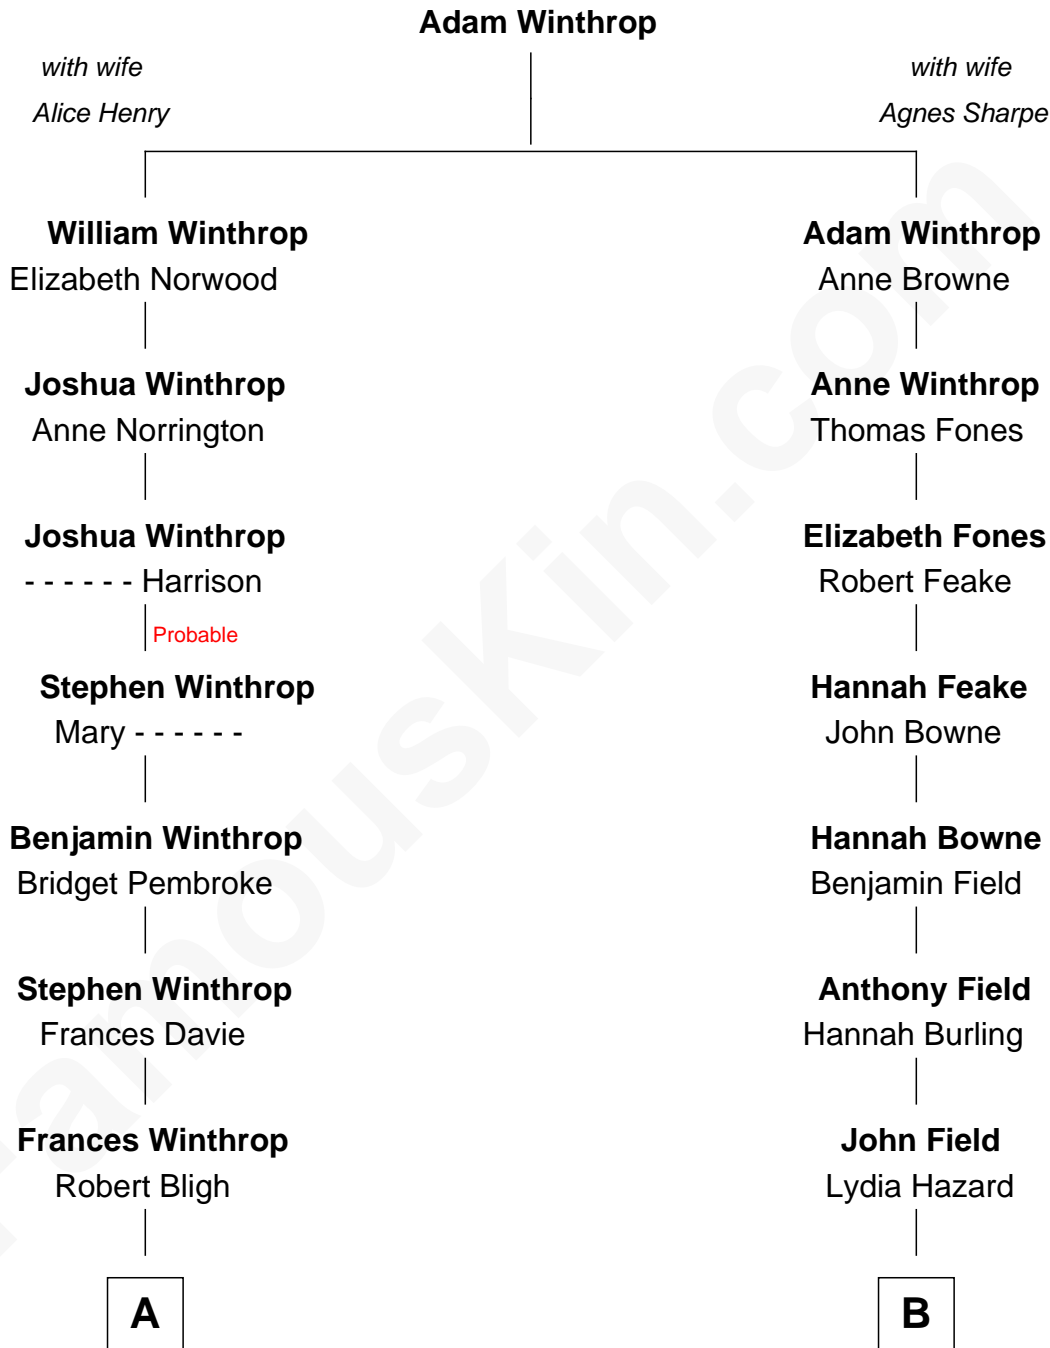 Adam Winthrop
with wife
Alice Henry
with wife
Agnes Sharpe
William Winthrop
Elizabeth Norwood
Adam Winthrop
Anne Browne
Joshua Winthrop
Anne Norrington
Anne Winthrop
Thomas Fones
Joshua Winthrop
- - - - - - Harrison
Elizabeth Fones
Robert Feake
Probable
Stephen Winthrop
Mary - - - - - -
Hannah Feake
John Bowne
Benjamin Winthrop
Bridget Pembroke
Hannah Bowne
Benjamin Field
Stephen Winthrop
Frances Davie
Anthony Field
Hannah Burling
Frances Winthrop
Robert Bligh
John Field
Lydia Hazard
A
B
FamousKin.com